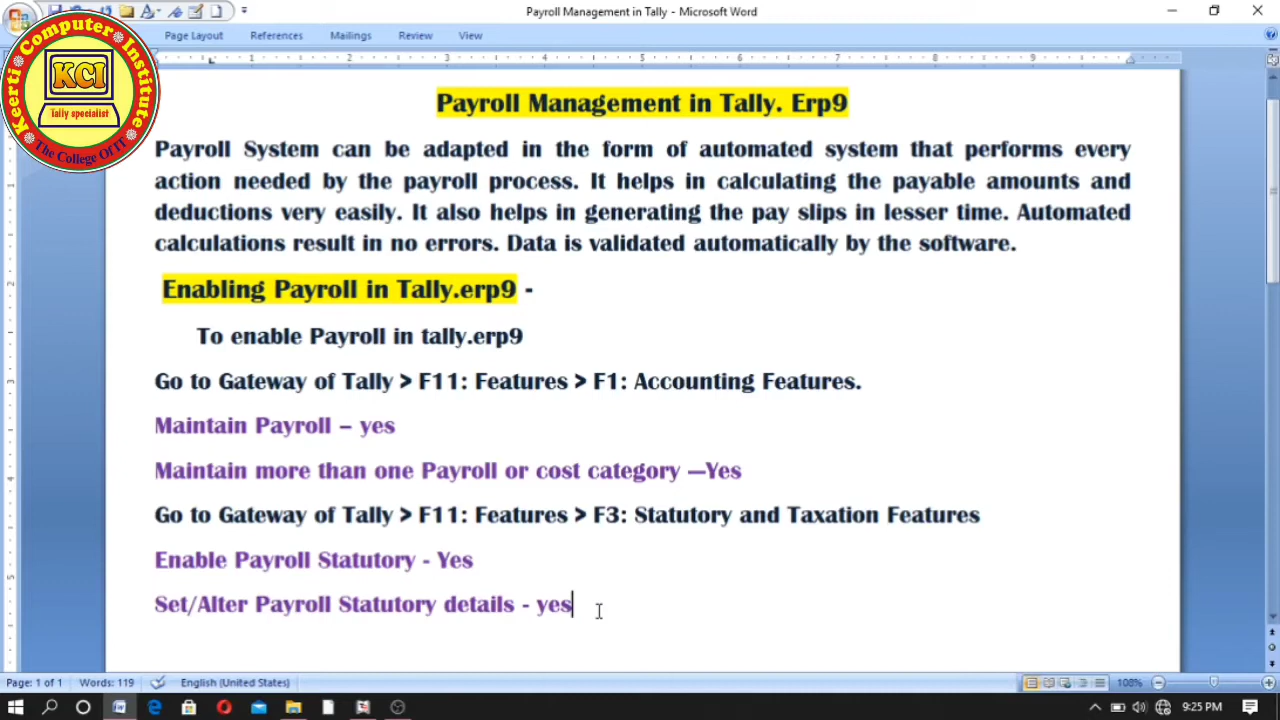 Payroll Management in Tally - Microsoft Word
Page Layout References Mailings Review View
Keerti Computer Institute
KCI
Tally specialist
The College Of IT
Payroll Management in Tally. Erp9
Payroll System can be adapted in the form of automated system that performs every
action needed by the payroll process. It helps in calculating the payable amounts and
deductions very easily. It also helps in generating the pay slips in lesser time. Automated
calculations result in no errors. Data is validated automatically by the software.
Enabling Payroll in Tally.erp9 -
To enable Payroll in tally.erp9
Go to Gateway of Tally > F11: Features > F1: Accounting Features.
Maintain Payroll – yes
Maintain more than one Payroll or cost category —Yes
Go to Gateway of Tally > F11: Features > F3: Statutory and Taxation Features
Enable Payroll Statutory - Yes
Set/Alter Payroll Statutory details - yes
Page: 1 of 1 Words: 119 English (United States) 108%
9:25 PM